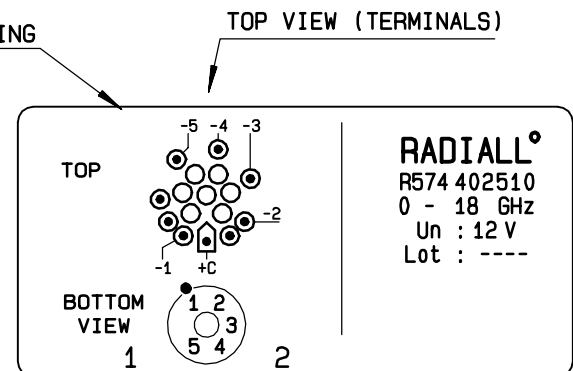 ING
TOP VIEW (TERMINALS)
-5 -4 -3
TOP
-2
-1 +C
BOTTOM
VIEW
1 2
3
5 4
1 2
RADIALL°
R574 402510
0 - 18 GHz
Un : 12 V
Lot : ----